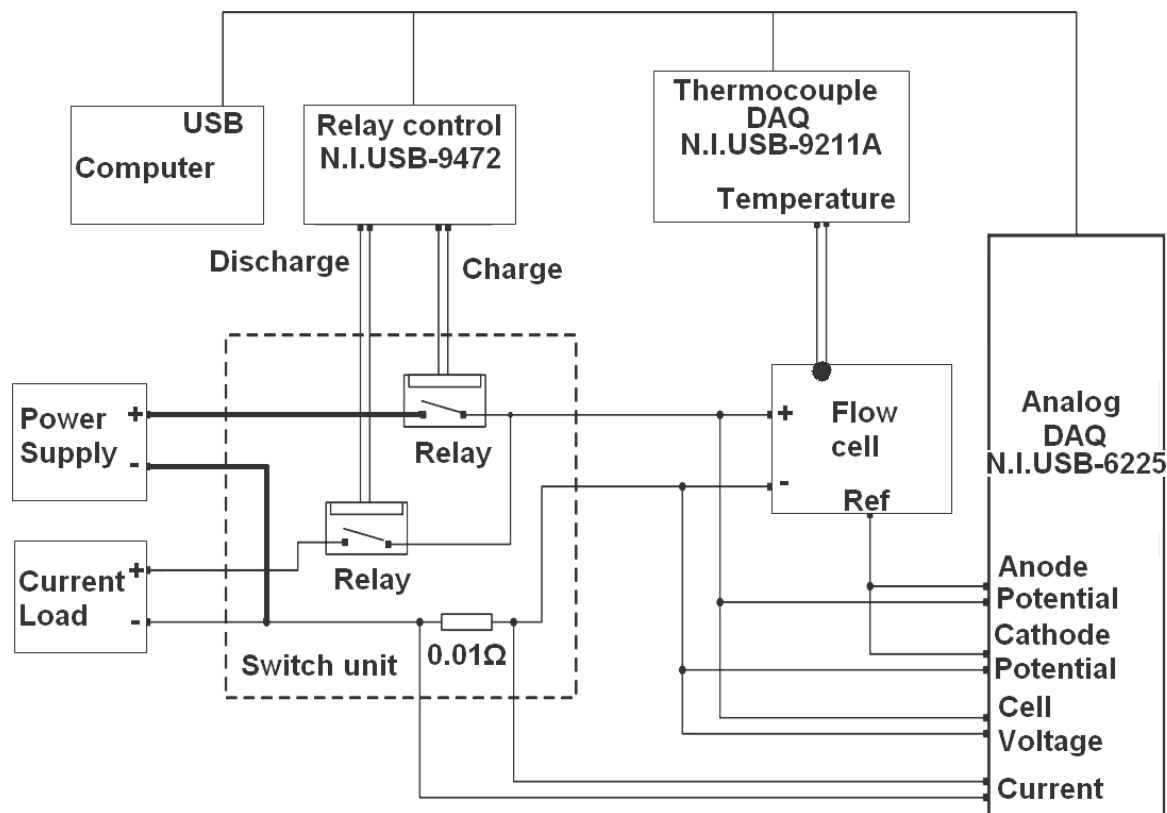 USB
Computer
Relay control
N.I.USB-9472
Thermocouple
DAQ
N.I.USB-9211A
Temperature
Discharge
Charge
Power
Supply
+
-
Relay
+
-
Flow
cell
Ref
Analog
DAQ
N.I.USB-6225
Current
Load
+
-
Relay
Switch unit
0.01Ω
Anode
Potential
Cathode
Potential
Cell
Voltage
Current